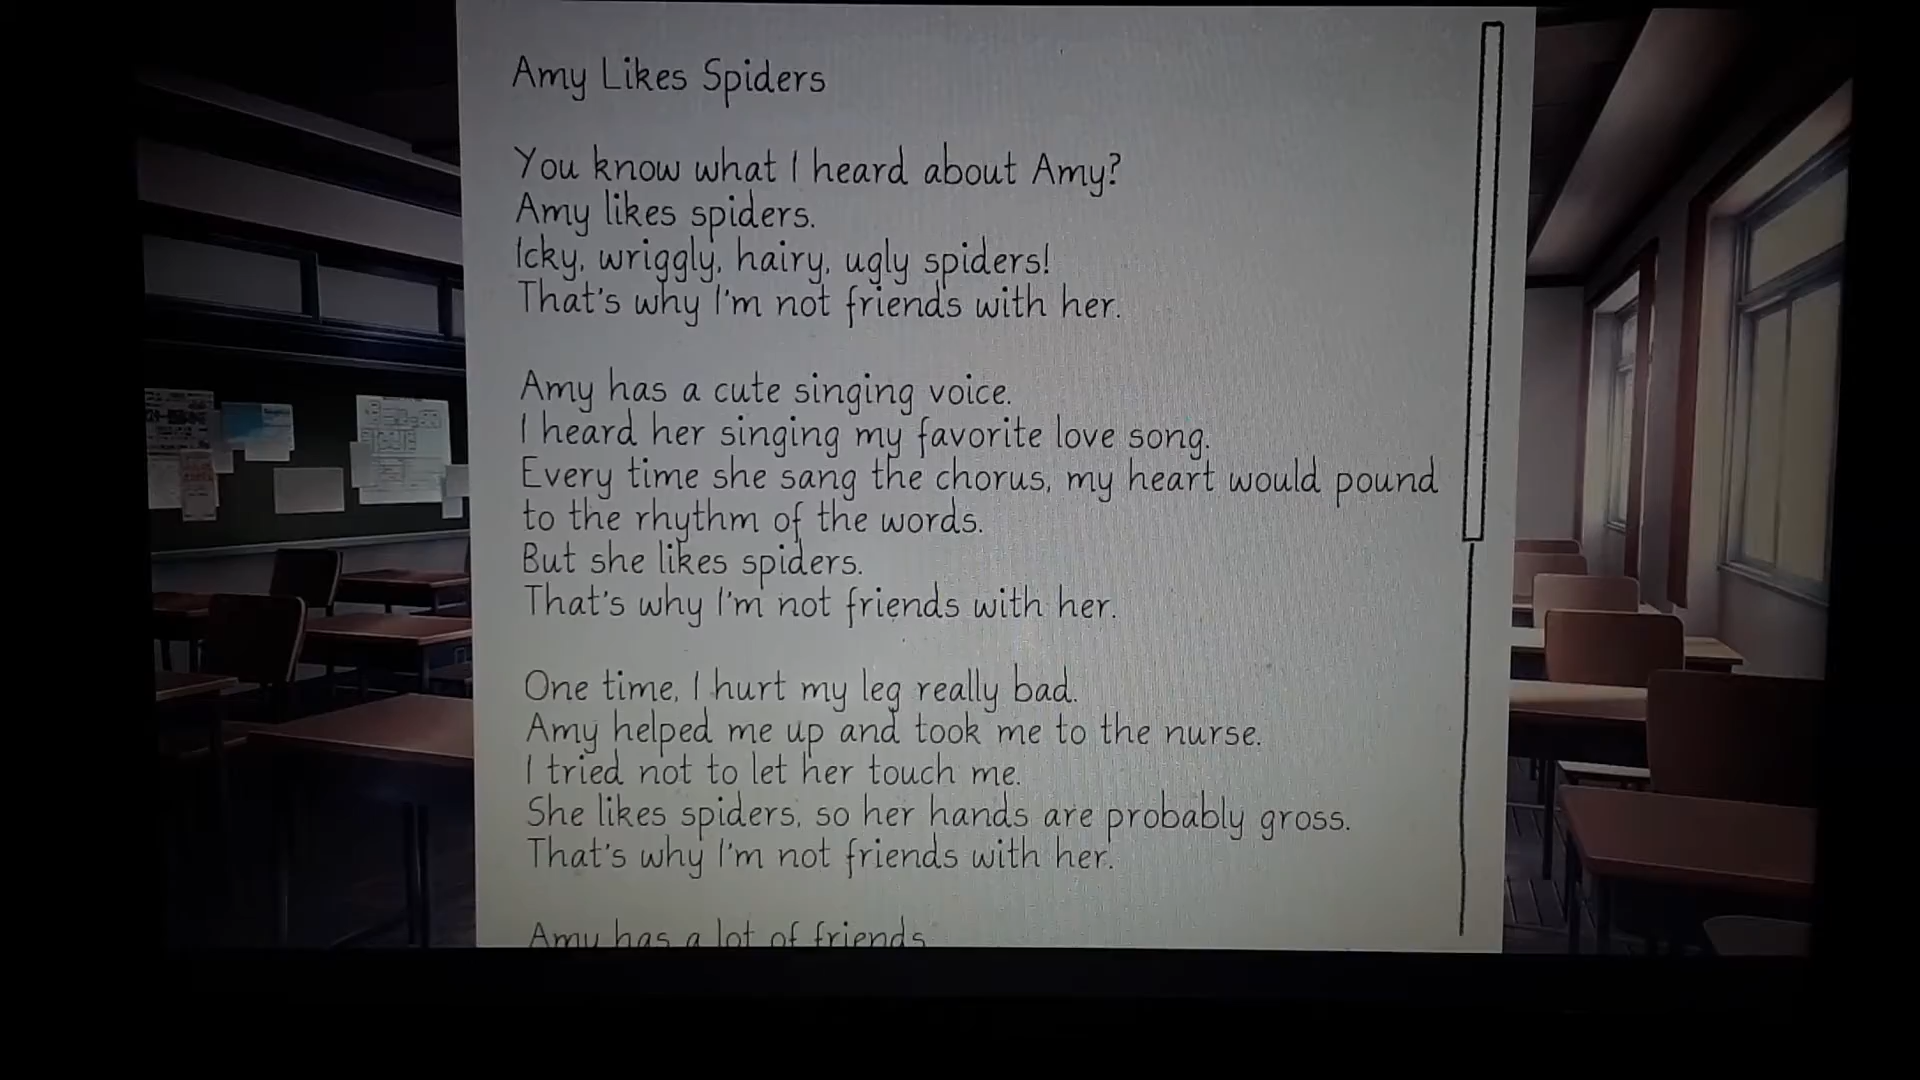 Amy Likes Spiders
You know what I heard about Amy?
Amy likes spiders.
Icky, wriggly, hairy, ugly spiders!
That's why I'm not friends with her.
Amy has a cute singing voice.
I heard her singing my favorite love song.
Every time she sang the chorus, my heart would pound
to the rhythm of the words.
But she likes spiders.
That's why I'm not friends with her.
One time, I hurt my leg really bad.
Amy helped me up and took me to the nurse.
I tried not to let her touch me.
She likes spiders, so her hands are probably gross.
That's why I'm not friends with her.
Amy has a lot of friends